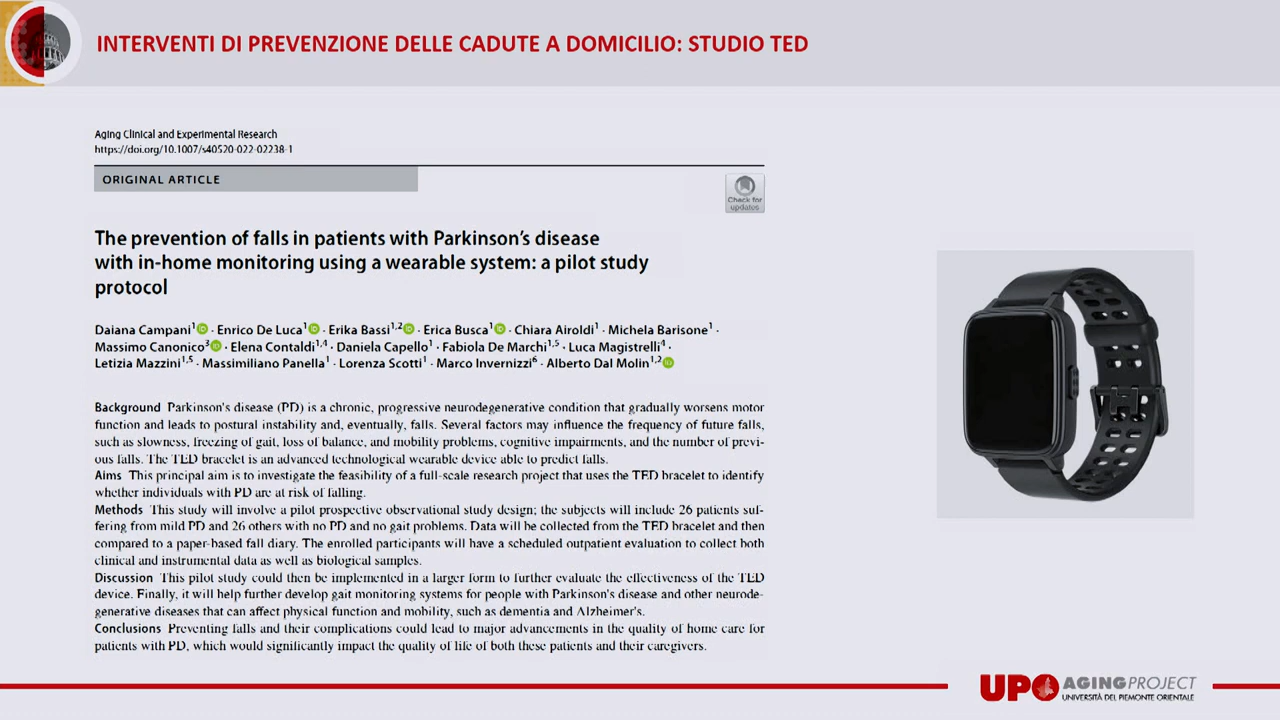 INTERVENTI DI PREVENZIONE DELLE CADUTE A DOMICILIO: STUDIO TED
Aging Clinical and Experimental Research
https://doi.org/10.1007/s40520-022-02238-1
ORIGINAL ARTICLE
Check for
updates
The prevention of falls in patients with Parkinson's disease
with in-home monitoring using a wearable system: a pilot study
protocol
Daiana Campani1 · Enrico De Luca1 · Erika Bassi1,2 · Erica Busca1 · Chiara Airoldi1 · Michela Barisone1 ·
Massimo Canonico3 · Elena Contaldi1,4 · Daniela Capello1 · Fabiola De Marchi1,5 · Luca Magistrelli4 ·
Letizia Mazzini1,5 · Massimiliano Panella1 · Lorenza Scotti1 · Marco Invernizzi6 · Alberto Dal Molin1,2
Background Parkinson's disease (PD) is a chronic, progressive neurodegenerative condition that gradually worsens motor
function and leads to postural instability and, eventually, falls. Several factors may influence the frequency of future falls,
such as slowness, freezing of gait, loss of balance, and mobility problems, cognitive impairments, and the number of previ-
ous falls. The TED bracelet is an advanced technological wearable device able to predict falls.
Aims This principal aim is to investigate the feasibility of a full-scale research project that uses the TED bracelet to identify
whether individuals with PD are at risk of falling.
Methods This study will involve a pilot prospective observational study design; the subjects will include 26 patients suf-
fering from mild PD and 26 others with no PD and no gait problems. Data will be collected from the TED bracelet and then
compared to a paper-based fall diary. The enrolled participants will have a scheduled outpatient evaluation to collect both
clinical and instrumental data as well as biological samples.
Discussion This pilot study could then be implemented in a larger form to further evaluate the effectiveness of the TED
device. Finally, it will help further develop gait monitoring systems for people with Parkinson's disease and other neurode-
generative diseases that can affect physical function and mobility, such as dementia and Alzheimer's.
Conclusions Preventing falls and their complications could lead to major advancements in the quality of home care for
patients with PD, which would significantly impact the quality of life of both these patients and their caregivers.
UPO AGING PROJECT
UNIVERSITÀ DEL PIEMONTE ORIENTALE